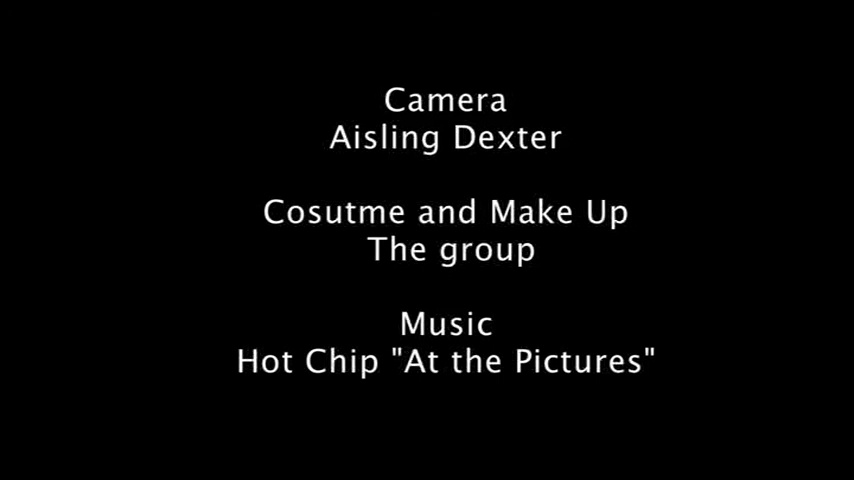 Camera
Aisling Dexter
Cosutme and Make Up
The group
Music
Hot Chip "At the Pictures"